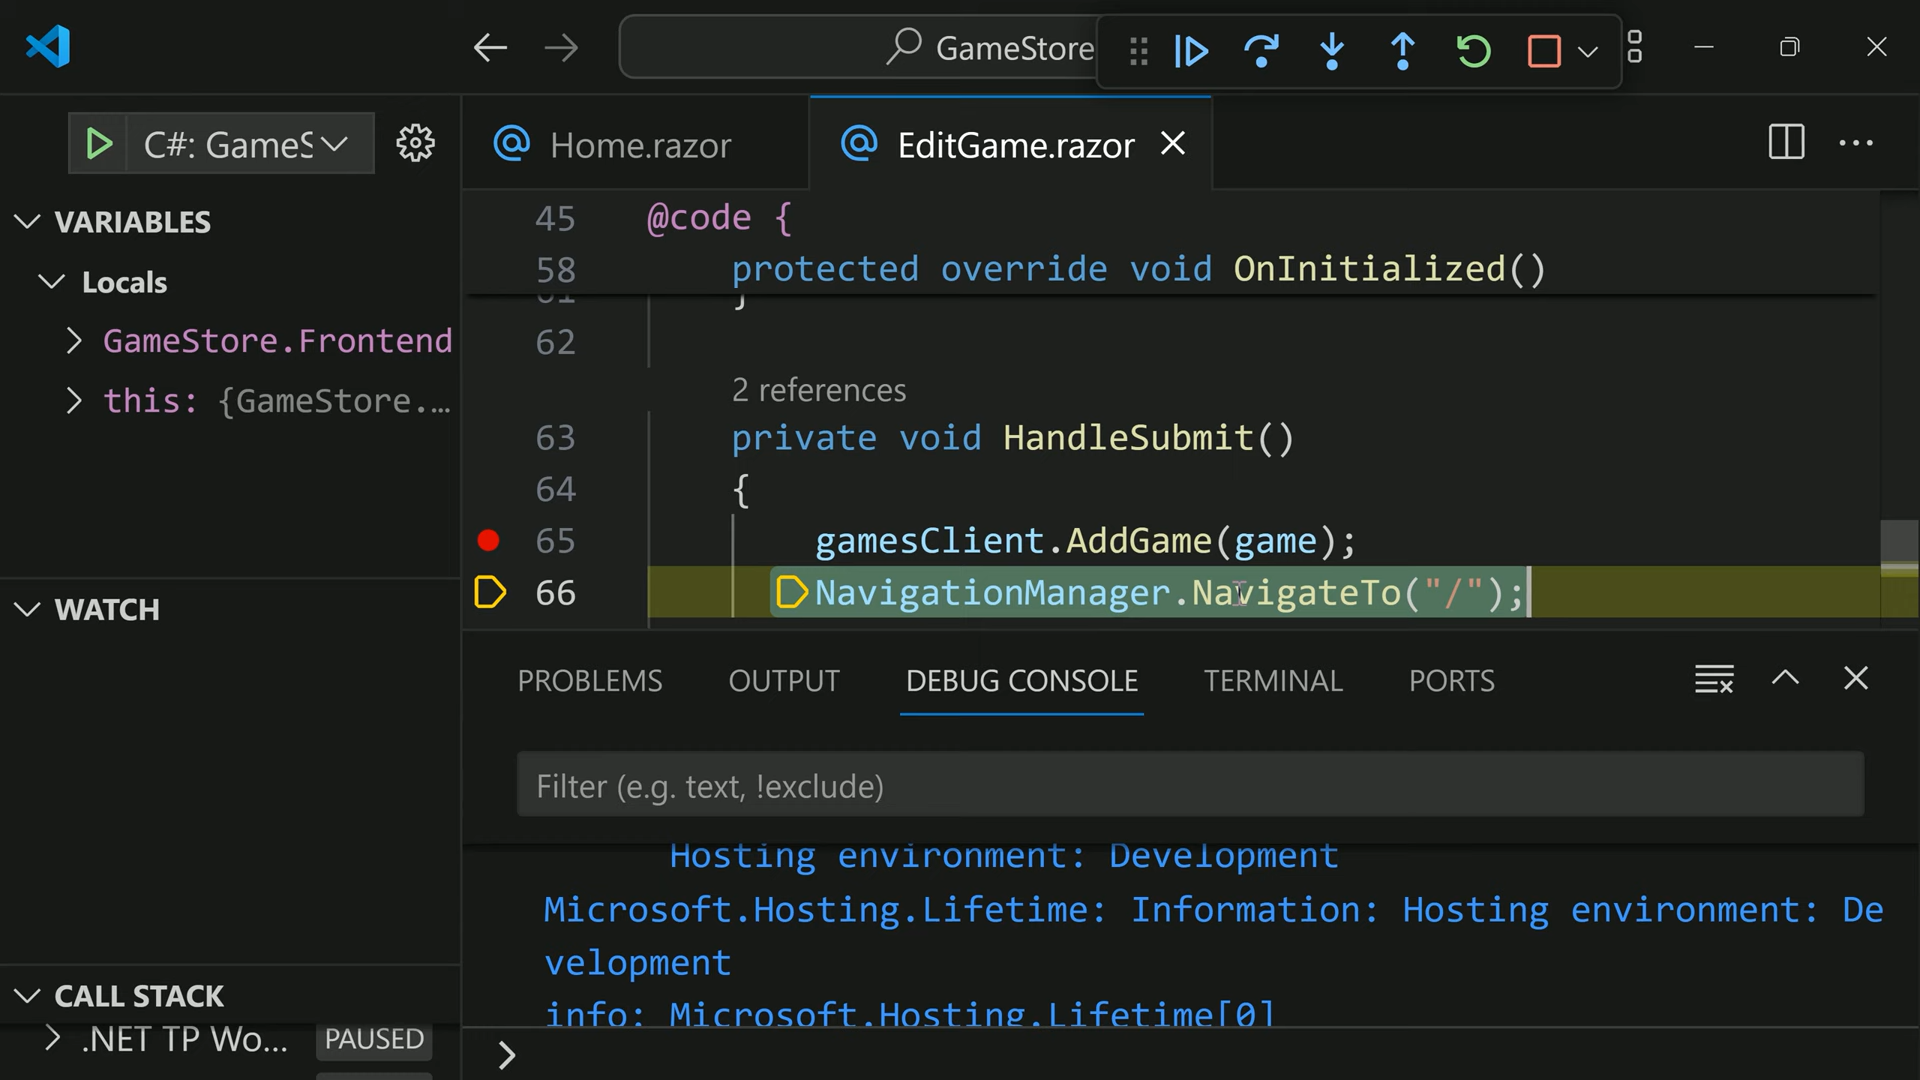 GameStore
C#: GameS
Home.razor
EditGame.razor
VARIABLES
Locals
GameStore.Frontend
this: {GameStore.…
WATCH
CALL STACK
.NET TP Wo...
PAUSED
45 @code {
58 protected override void OnInitialized()
61 }
62
2 references
63 private void HandleSubmit()
64 {
65 gamesClient.AddGame(game);
66 NavigationManager.NavigateTo("/");
PROBLEMS OUTPUT DEBUG CONSOLE TERMINAL PORTS
Filter (e.g. text, !exclude)
Hosting environment: Development
Microsoft.Hosting.Lifetime: Information: Hosting environment: De
velopment
info: Microsoft.Hosting.Lifetime[0]